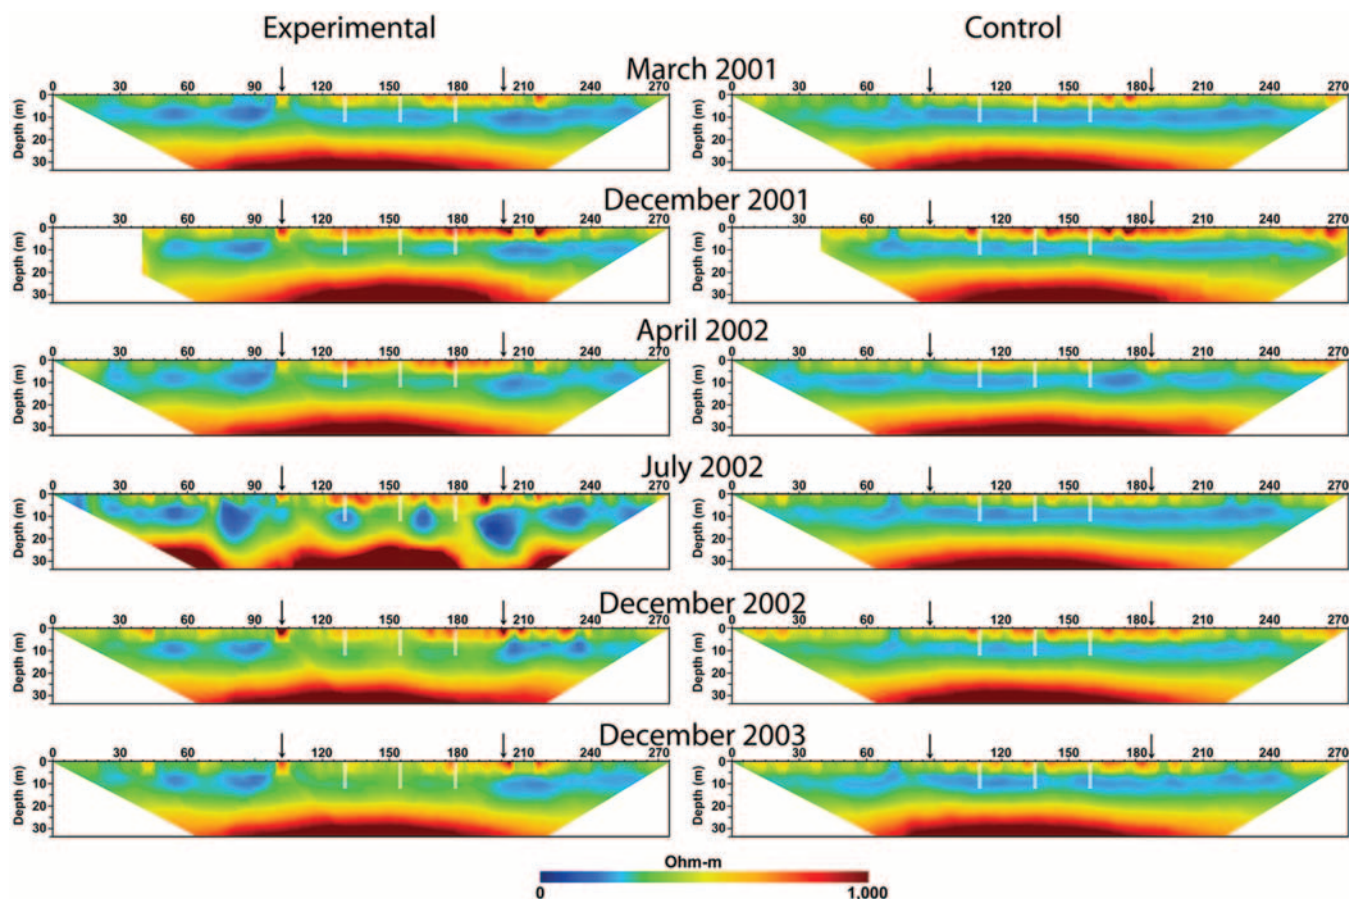 Experimental Control
March 2001
0 30 60 90 120 150 180 210 240 270 0 30 60 90 120 150 180 210 240 270
Depth (m) 0 10 20 30 Depth (m) 0 10 20 30
December 2001
0 30 60 90 120 150 180 210 240 270 0 30 60 90 120 150 180 210 240 270
Depth (m) 0 10 20 30 Depth (m) 0 10 20 30
April 2002
0 30 60 90 120 150 180 210 240 270 0 30 60 90 120 150 180 210 240 270
Depth (m) 0 10 20 30 Depth (m) 0 10 20 30
July 2002
0 30 60 90 120 150 180 210 240 270 0 30 60 90 120 150 180 210 240 270
Depth (m) 0 10 20 30 Depth (m) 0 10 20 30
December 2002
0 30 60 90 120 150 180 210 240 270 0 30 60 90 120 150 180 210 240 270
Depth (m) 0 10 20 30 Depth (m) 0 10 20 30
December 2003
0 30 60 90 120 150 180 210 240 270 0 30 60 90 120 150 180 210 240 270
Depth (m) 0 10 20 30 Depth (m) 0 10 20 30
Ohm-m
0 1,000